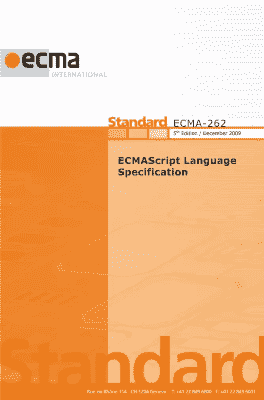 ecma
INTERNATIONAL
Standard ECMA-262
5th Edition / December 2009
ECMAScript Language
Specification
Standard